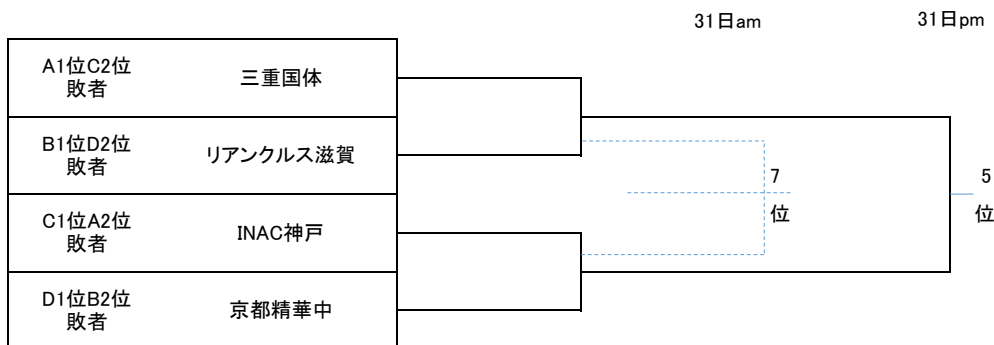 31日am 31日pm
A1位C2位
敗者
三重国体
B1位D2位
敗者
リアンクルス滋賀
7
位
5
位
C1位A2位
敗者
INAC神戸
D1位B2位
敗者
京都精華中